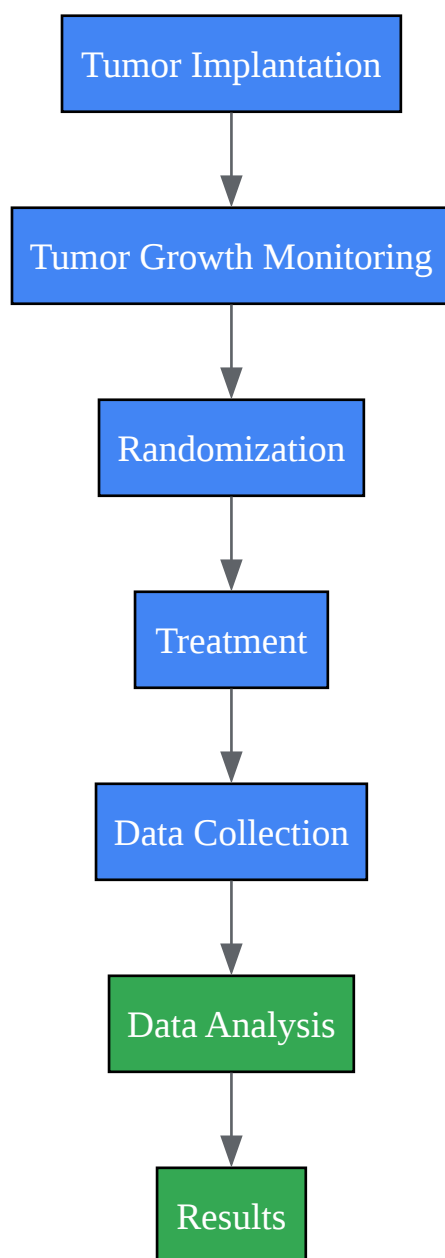 Tumor Implantation
Tumor Growth Monitoring
Randomization
Treatment
Data Collection
Data Analysis
Results